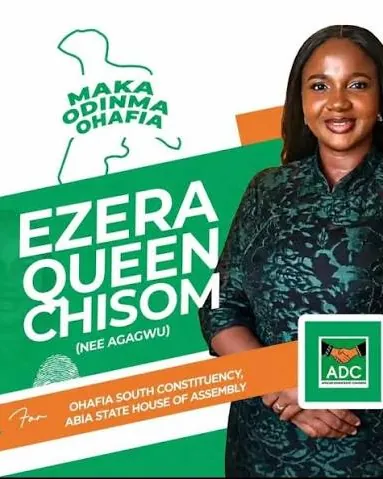 MAKA
ODINMA
OHAFIA
EZERA
QUEEN
CHISOM
(NEE AGAGWU)
For
OHAFIA SOUTH CONSTITUENCY,
ABIA STATE HOUSE OF ASSEMBLY
ADC